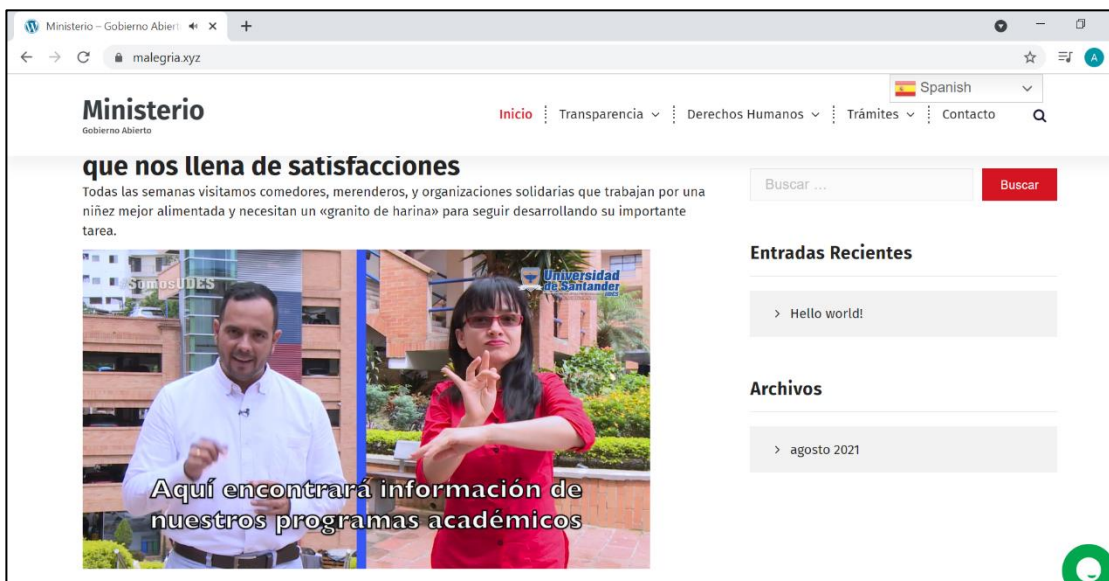 Ministerio – Gobierno Abiert
malegria.xyz
A
Spanish
Ministerio
Gobierno Abierto
Inicio
Transparencia
Derechos Humanos
Trámites
Contacto
que nos llena de satisfacciones
Todas las semanas visitamos comedores, merenderos, y organizaciones solidarias que trabajan por una
niñez mejor alimentada y necesitan un «granito de harina» para seguir desarrollando su importante
tarea.
SomosUDES
Universidad
de Santander
UDES
Aquí encontrará información de
nuestros programas académicos
Buscar ...
Buscar
Entradas Recientes
> Hello world!
Archivos
> agosto 2021